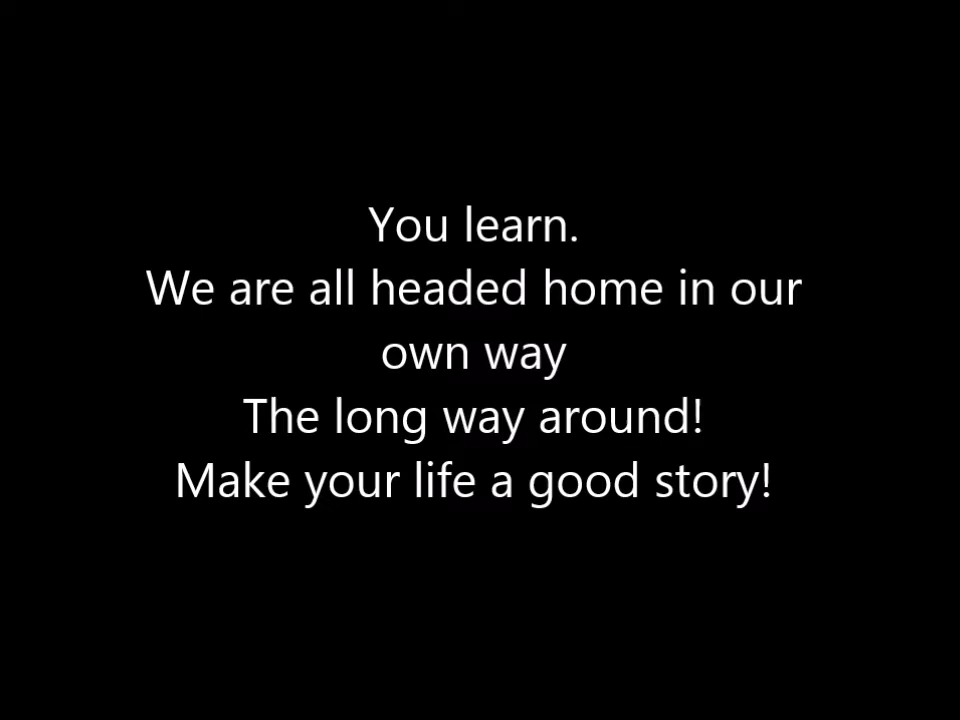 You learn.
We are all headed home in our
own way
The long way around!
Make your life a good story!